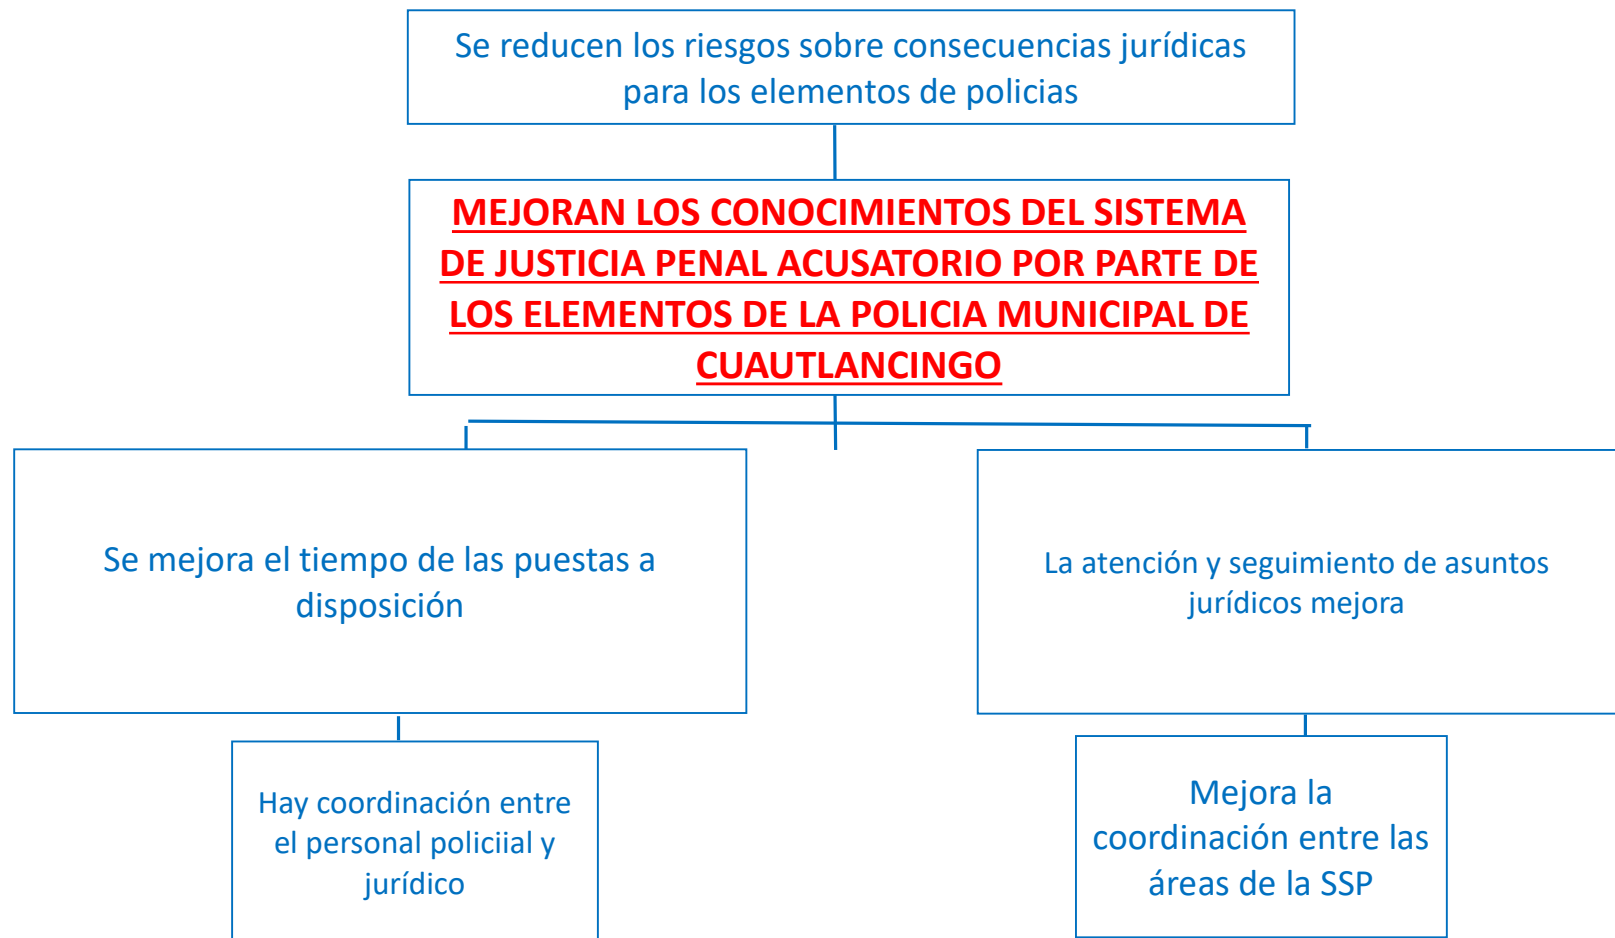 Se reducen los riesgos sobre consecuencias jurídicas
para los elementos de policias
MEJORAN LOS CONOCIMIENTOS DEL SISTEMA
DE JUSTICIA PENAL ACUSATORIO POR PARTE DE
LOS ELEMENTOS DE LA POLICIA MUNICIPAL DE
CUAUTLANCINGO
Se mejora el tiempo de las puestas a
disposición
La atención y seguimiento de asuntos
jurídicos mejora
Hay coordinación entre
el personal policiial y
jurídico
Mejora la
coordinación entre las
áreas de la SSP